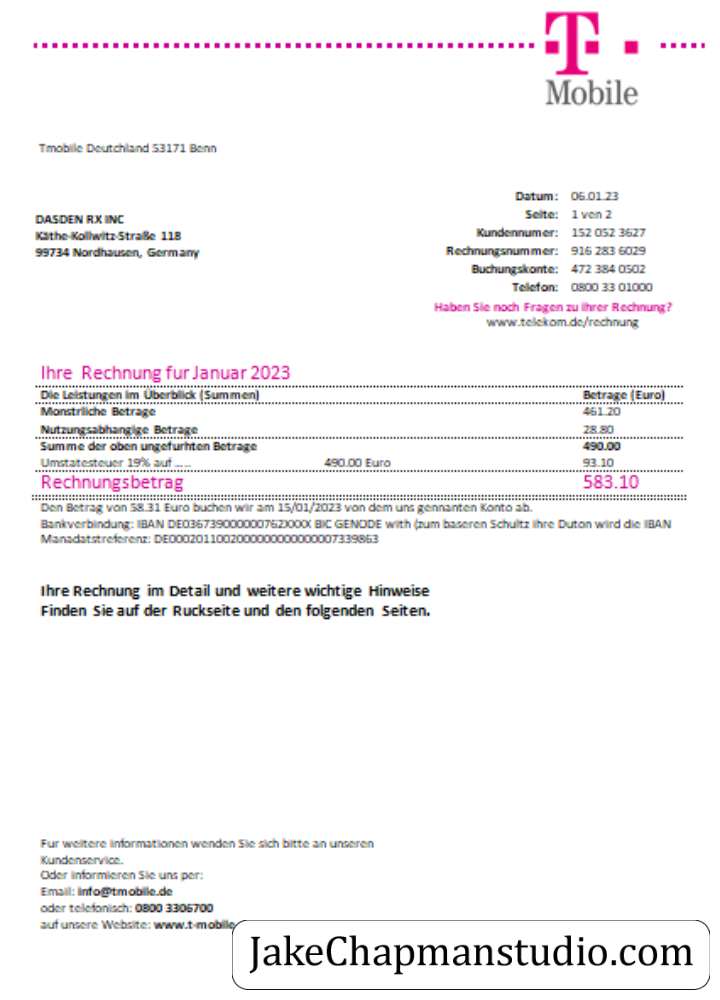 T
Mobile
Tmobile Deutchland 53171 Benn
DASDEN RX INC
Käthe-Kollwitz-Straße 118
99734 Nordhausen, Germany
Datum: 06.01.23
Seite: 1 ven 2
Kundennumer: 152 052 3627
Rechnungsnummer: 916 283 6029
Buchungskonte: 472 384 0502
Telefon: 0800 33 01000
Haben Sie noch Fragen zu ihrer Rechnung?
www.telekom.de/rechnung
Ihre Rechnung fur Januar 2023
Die Leistungen im Überblick (Summen) Betrage (Euro)
Monstrliche Betrage 461.20
Nutzungsabhangige Betrage 28.80
Summe der oben ungefurhten Betrage 490.00
Umstatesteuer 19% auf ..... 490.00 Euro 93.10
Rechnungsbetrag 583.10
Den Betrag von 58.31 Euro buchen wir am 15/01/2023 von dem uns gennanten Konto ab.
Bankverbindung: IBAN DE0367390000000762XXXX BIC GENODE with (zum baseren Schultz ihre Duton wird die IBAN
Manadatstreferenz:
Ihre Rechnung im Detail und weitere wichtige Hinweise
Finden Sie auf der Ruckseite und den folgenden Seiten.
Fur weitere informationen wenden Sie sich bitte an unseren
Kundenservice.
Oder informieren Sie uns per:
Email: info@tmobile.de
oder telefonisch: 0800 3306700
auf unsere Website: www.t-mobile
JakeChapmanstudio.com